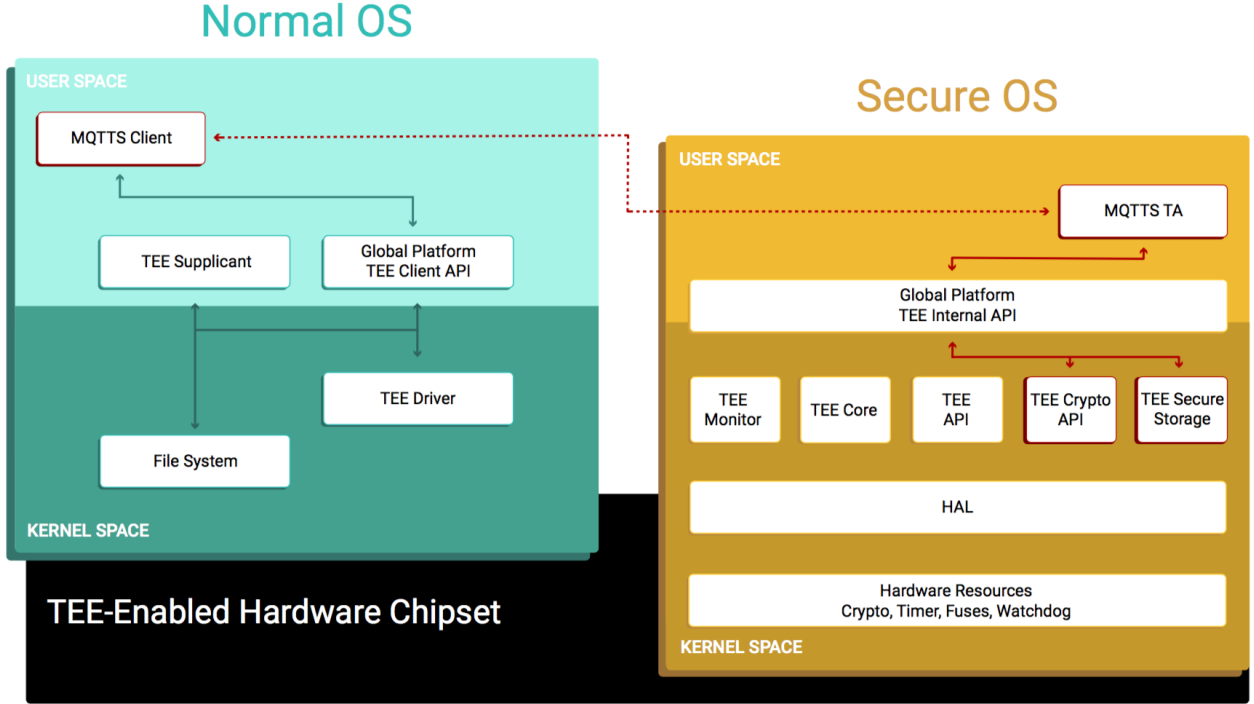 Normal OS
USER SPACE
MQTTS Client
TEE Supplicant
Global Platform
TEE Client API
TEE Driver
File System
KERNEL SPACE
TEE-Enabled Hardware Chipset
Secure OS
USER SPACE
MQTTS TA
Global Platform
TEE Internal API
TEE
Monitor
TEE Core
TEE
API
TEE Crypto
API
TEE Secure
Storage
HAL
Hardware Resources
Crypto, Timer, Fuses, Watchdog
KERNEL SPACE